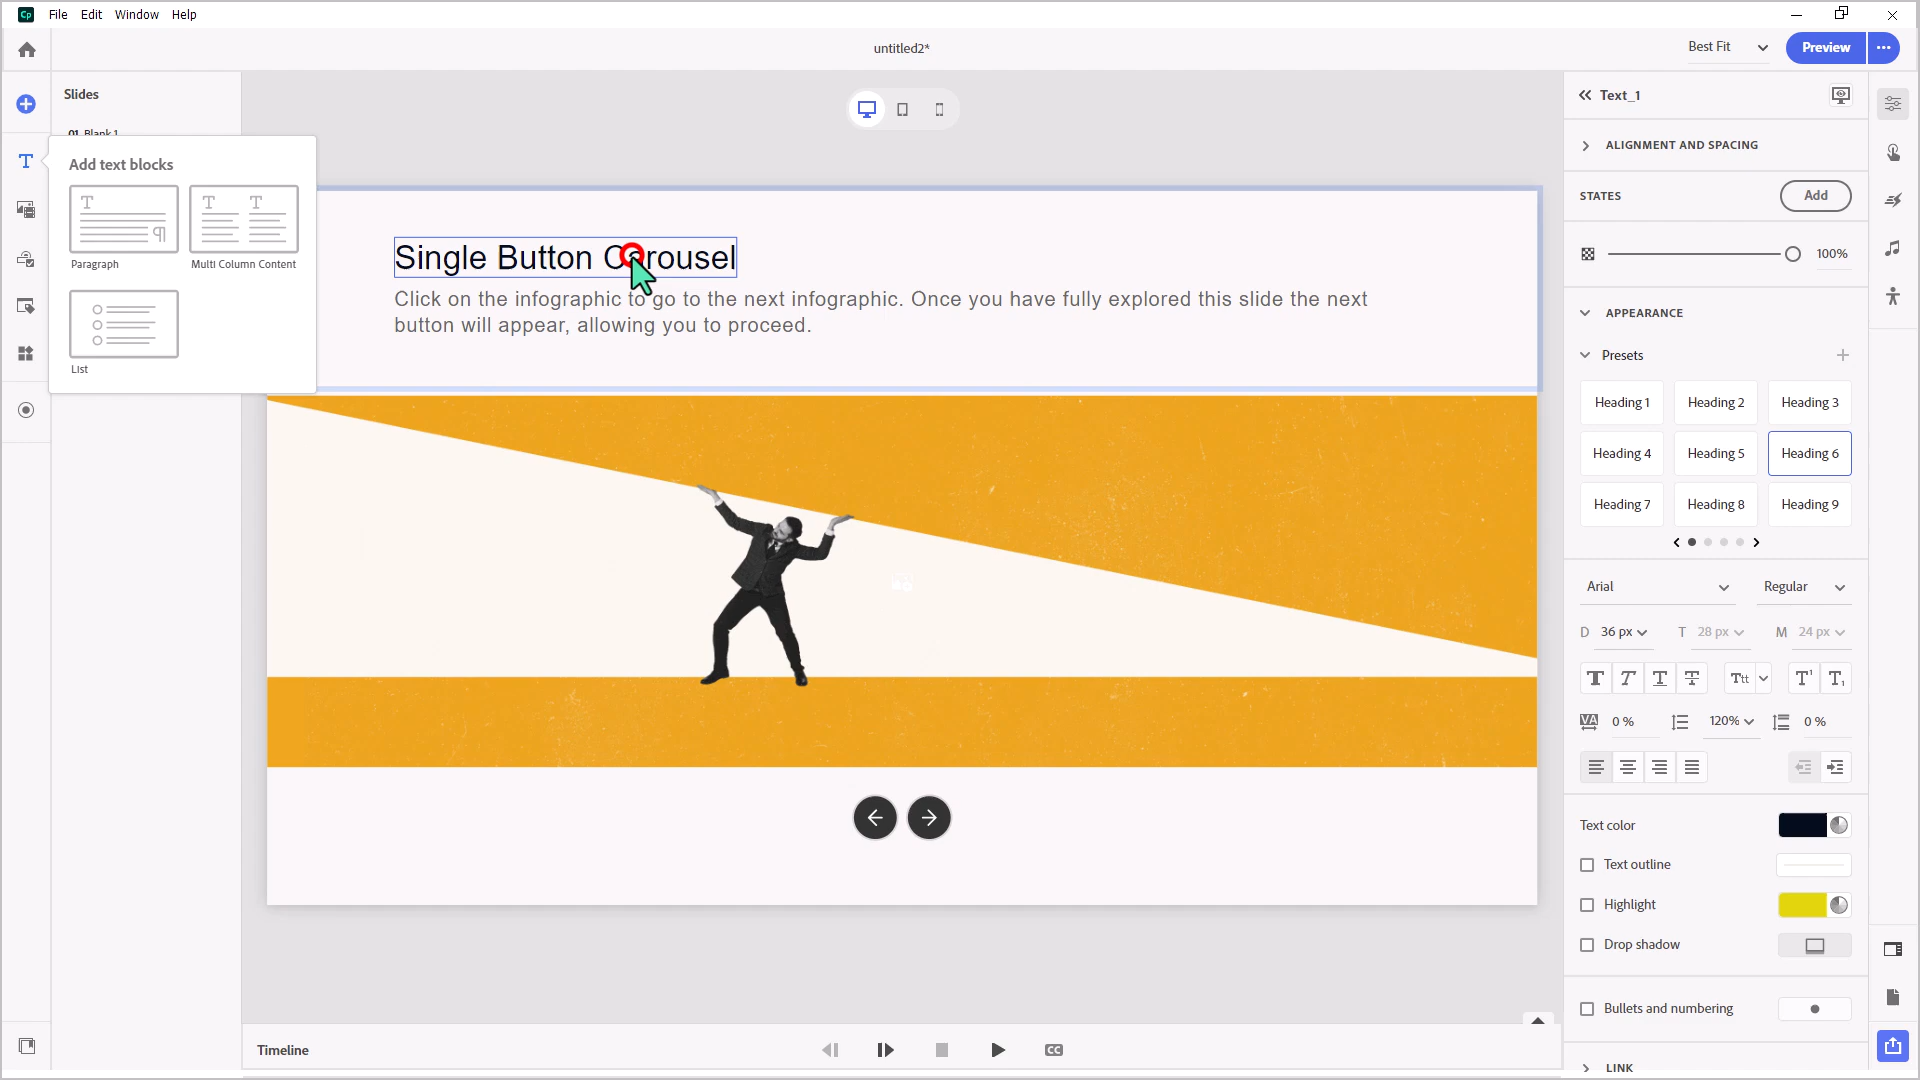 Cp File Edit Window Help
untitled2*
Best Fit
Preview
Slides
01 Blank 1
Add text blocks
Paragraph
Multi Column Content
List
Single Button Carousel
Click on the infographic to go to the next infographic. Once you have fully explored this slide the next
button will appear, allowing you to proceed.
Timeline
CC
Text_1
ALIGNMENT AND SPACING
STATES
Add
100%
APPEARANCE
Presets
Heading 1 Heading 2 Heading 3
Heading 4 Heading 5 Heading 6
Heading 7 Heading 8 Heading 9
Arial Regular
D 36 px T 28 px M 24 px
0 % 120% 0 %
Text color
Text outline
Highlight
Drop shadow
Bullets and numbering
LINK